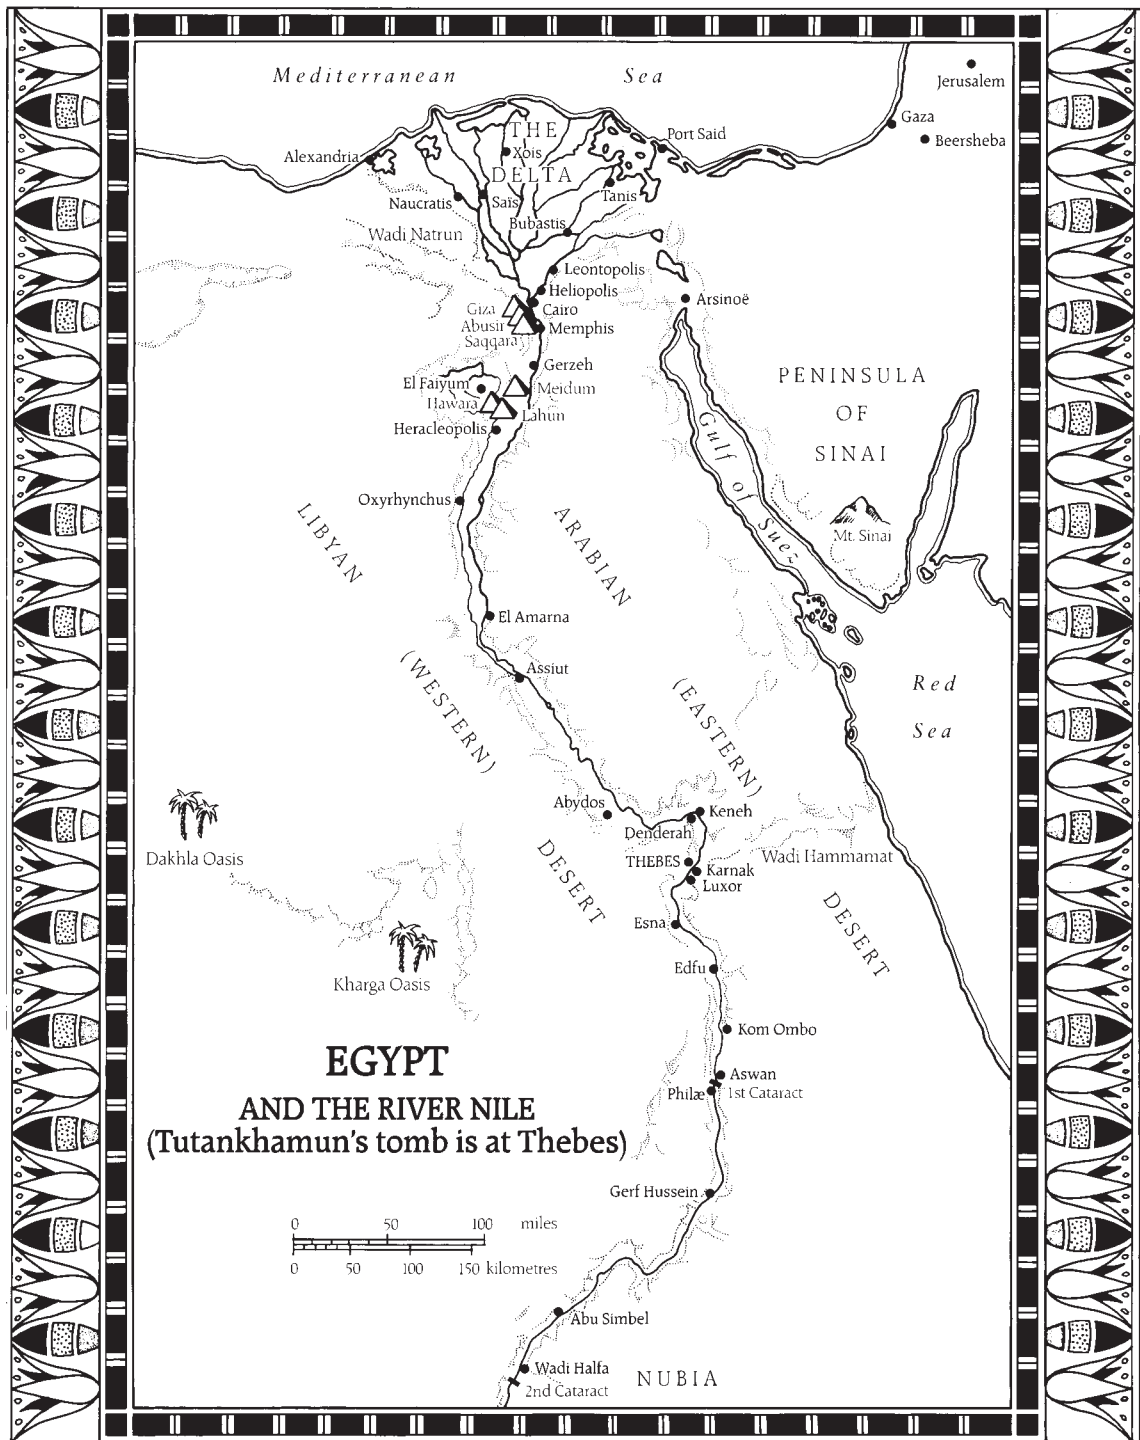 Mediterranean Sea
Jerusalem
Gaza
Beersheba
Port Said
THE
Xois
DELTA
Alexandria
Tanis
Naucratis
Saïs
Bubastis
Wadi Natrun
Leontopolis
Heliopolis
Arsinoë
Giza
Cairo
Abusir
Memphis
Saqqara
Gerzeh
El Faiyum
Meidum
Hawara
Lahun
Heracleopolis
PENINSULA
OF
SINAI
Gulf of Suez
Mt. Sinai
Oxyrhynchus
LIBYAN
ARABIAN
El Amarna
Assiut
(WESTERN)
(EASTERN)
Red
Sea
Abydos
Keneh
Denderah
Dakhla Oasis
THEBES
Karnak
Luxor
Wadi Hammamat
DESERT
DESERT
Esna
Edfu
Kharga Oasis
Kom Ombo
EGYPT
AND THE RIVER NILE
(Tutankhamun's tomb is at Thebes)
Aswan
Philæ
1st Cataract
Gerf Hussein
0 50 100 miles
0 50 100 150 kilometres
Abu Simbel
Wadi Halfa
2nd Cataract
NUBIA